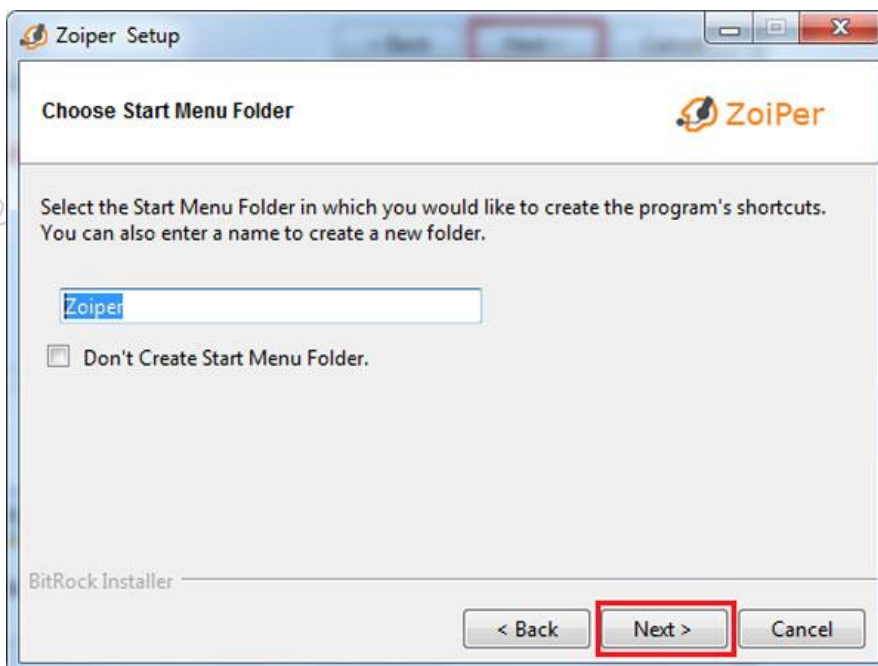 Zoiper Setup
Choose Start Menu Folder
ZoiPer
Select the Start Menu Folder in which you would like to create the program's shortcuts.
You can also enter a name to create a new folder.
Zoiper
Don't Create Start Menu Folder.
BitRock Installer
< Back
Next >
Cancel